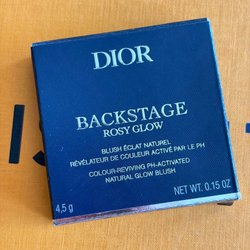 DIOR
BACKSTAGE
ROSY GLOW
BLUSH ÉCLAT NATUREL
RÉVÉLATEUR DE COULEUR ACTIVÉ PAR LE PH
COLOUR-REVIVING PH-ACTIVATED
NATURAL GLOW BLUSH
4,5 g
NET WT. 0.15 OZ.